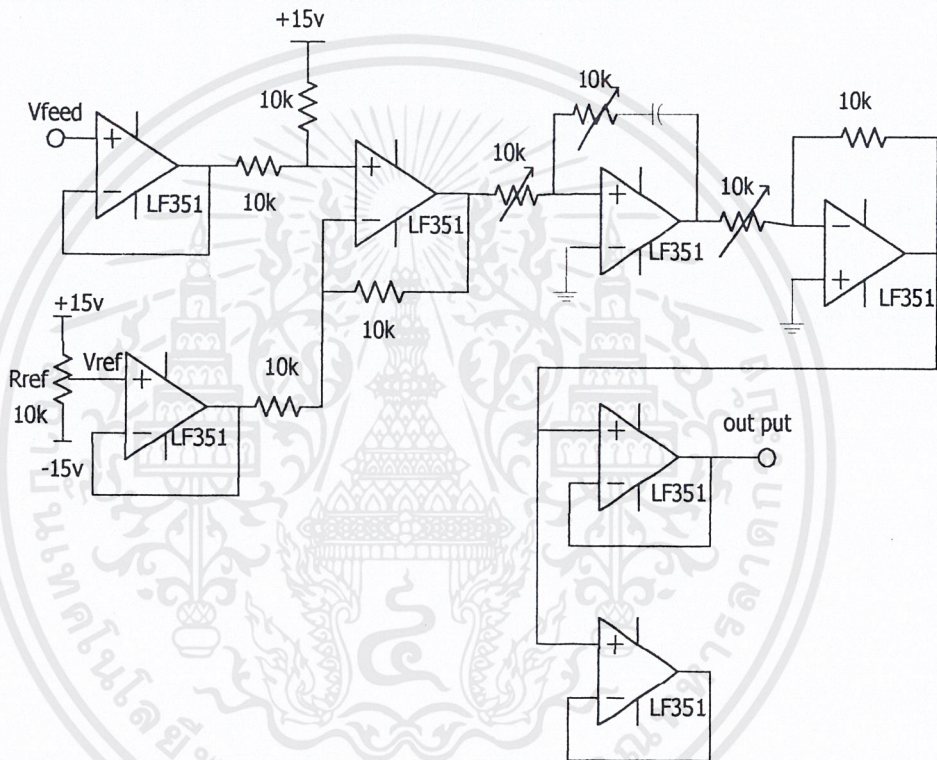 +15v
10k
Vfeed
+
−
LF351
10k
+
−
LF351
10k
10k
10k
+
−
LF351
10k
10k
−
+
LF351
+15v
Rref
10k
-15v
Vref
+
−
LF351
10k
+
−
LF351
out put
+
−
LF351